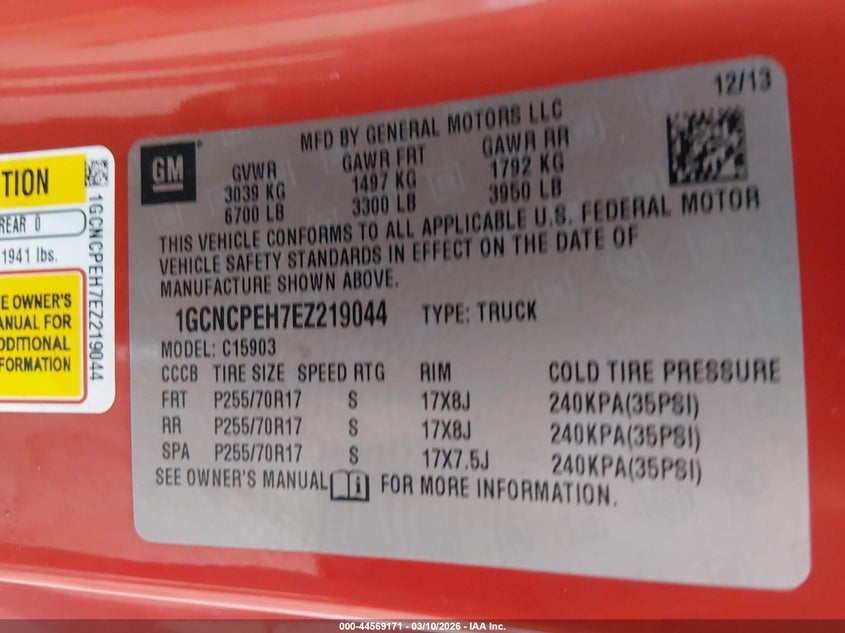 TION
REAR 0
1941 lbs.
E OWNER'S
ANUAL FOR
DDITIONAL
FORMATION
1GCNCPEH7EZ219044
12/13
GM
MFD BY GENERAL MOTORS LLC
GVWR GAWR FRT GAWR RR
3039 KG 1497 KG 1792 KG
6700 LB 3300 LB 3950 LB
THIS VEHICLE CONFORMS TO ALL APPLICABLE U.S. FEDERAL MOTOR
VEHICLE SAFETY STANDARDS IN EFFECT ON THE DATE OF
MANUFACTURE SHOWN ABOVE.
1GCNCPEH7EZ219044 TYPE: TRUCK
MODEL: C15903
CCCB TIRE SIZE SPEED RTG RIM COLD TIRE PRESSURE
FRT P255/70R17 S 17X8J 240KPA(35PSI)
RR P255/70R17 S 17X8J 240KPA(35PSI)
SPA P255/70R17 S 17X7.5J 240KPA(35PSI)
SEE OWNER'S MANUAL FOR MORE INFORMATION.
000-44569171 - 03/10/2026 - IAA Inc.